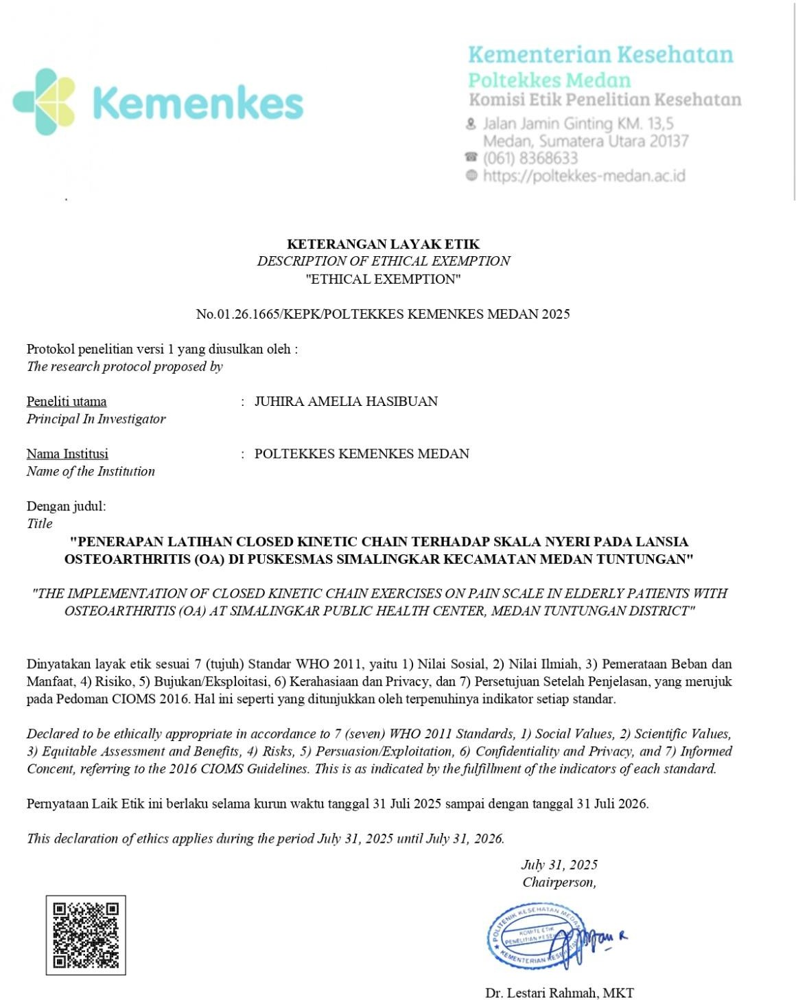 Kemenkes
Kementerian Kesehatan
Poltekkes Medan
Komisi Etik Penelitian Kesehatan
Jalan Jamin Ginting KM. 13,5
Medan, Sumatera Utara 20137
(061) 8368633
https://poltekkes-medan.ac.id
.
KETERANGAN LAYAK ETIK
DESCRIPTION OF ETHICAL EXEMPTION
"ETHICAL EXEMPTION"
No.01.26.1665/KEPK/POLTEKKES KEMENKES MEDAN 2025
Protokol penelitian versi 1 yang diusulkan oleh :
The research protocol proposed by
Peneliti utama : JUHIRA AMELIA HASIBUAN
Principal In Investigator
Nama Institusi : POLTEKKES KEMENKES MEDAN
Name of the Institution
Dengan judul:
Title
"PENERAPAN LATIHAN CLOSED KINETIC CHAIN TERHADAP SKALA NYERI PADA LANSIA
OSTEOARTHRITIS (OA) DI PUSKESMAS SIMALINGKAR KECAMATAN MEDAN TUNTUNGAN"
"THE IMPLEMENTATION OF CLOSED KINETIC CHAIN EXERCISES ON PAIN SCALE IN ELDERLY PATIENTS WITH
OSTEOARTHRITIS (OA) AT SIMALINGKAR PUBLIC HEALTH CENTER, MEDAN TUNTUNGAN DISTRICT"
Dinyatakan layak etik sesuai 7 (tujuh) Standar WHO 2011, yaitu 1) Nilai Sosial, 2) Nilai Ilmiah, 3) Pemerataan Beban dan
Manfaat, 4) Risiko, 5) Bujukan/Eksploitasi, 6) Kerahasiaan dan Privacy, dan 7) Persetujuan Setelah Penjelasan, yang merujuk
pada Pedoman CIOMS 2016. Hal ini seperti yang ditunjukkan oleh terpenuhinya indikator setiap standar.
Declared to be ethically appropriate in accordance to 7 (seven) WHO 2011 Standards, 1) Social Values, 2) Scientific Values,
3) Equitable Assessment and Benefits, 4) Risks, 5) Persuasion/Exploitation, 6) Confidentiality and Privacy, and 7) Informed
Concent, referring to the 2016 CIOMS Guidelines. This is as indicated by the fulfillment of the indicators of each standard.
Pernyataan Laik Etik ini berlaku selama kurun waktu tanggal 31 Juli 2025 sampai dengan tanggal 31 Juli 2026.
This declaration of ethics applies during the period July 31, 2025 until July 31, 2026.
July 31, 2025
Chairperson,
POLITENIK KESEHATAN MEDAN
KOMITE ETIK
PENELITIAN
KEMENTERIAN
Dr. Lestari Rahmah, MKT